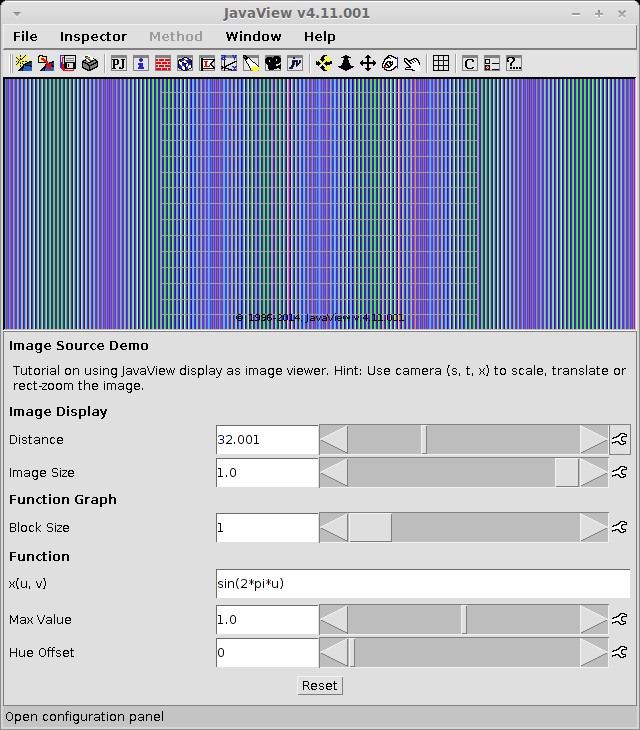 JavaView v4.11.001
File Inspector Method Window Help
PJ i jv C ?...
© 1996-2014, JavaView v.4.11.001
Image Source Demo
Tutorial on using JavaView display as image viewer. Hint: Use camera (s, t, x) to scale, translate or
rect-zoom the image.
Image Display
Distance 32.001
Image Size 1.0
Function Graph
Block Size 1
Function
x(u, v) sin(2*pi*u)
Max Value 1.0
Hue Offset 0
Reset
Open configuration panel